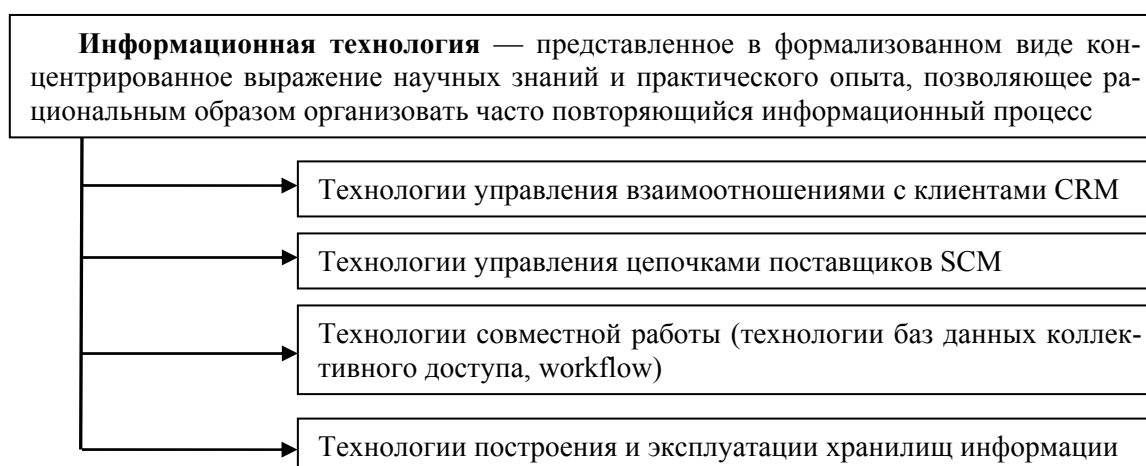 Информационная технология — представленное в формализованном виде кон-
центрированное выражение научных знаний и практического опыта, позволяющее ра-
циональным образом организовать часто повторяющийся информационный процесс
Технологии управления взаимоотношениями с клиентами CRM
Технологии управления цепочками поставщиков SCM
Технологии совместной работы (технологии баз данных коллек-
тивного доступа, workflow)
Технологии построения и эксплуатации хранилищ информации